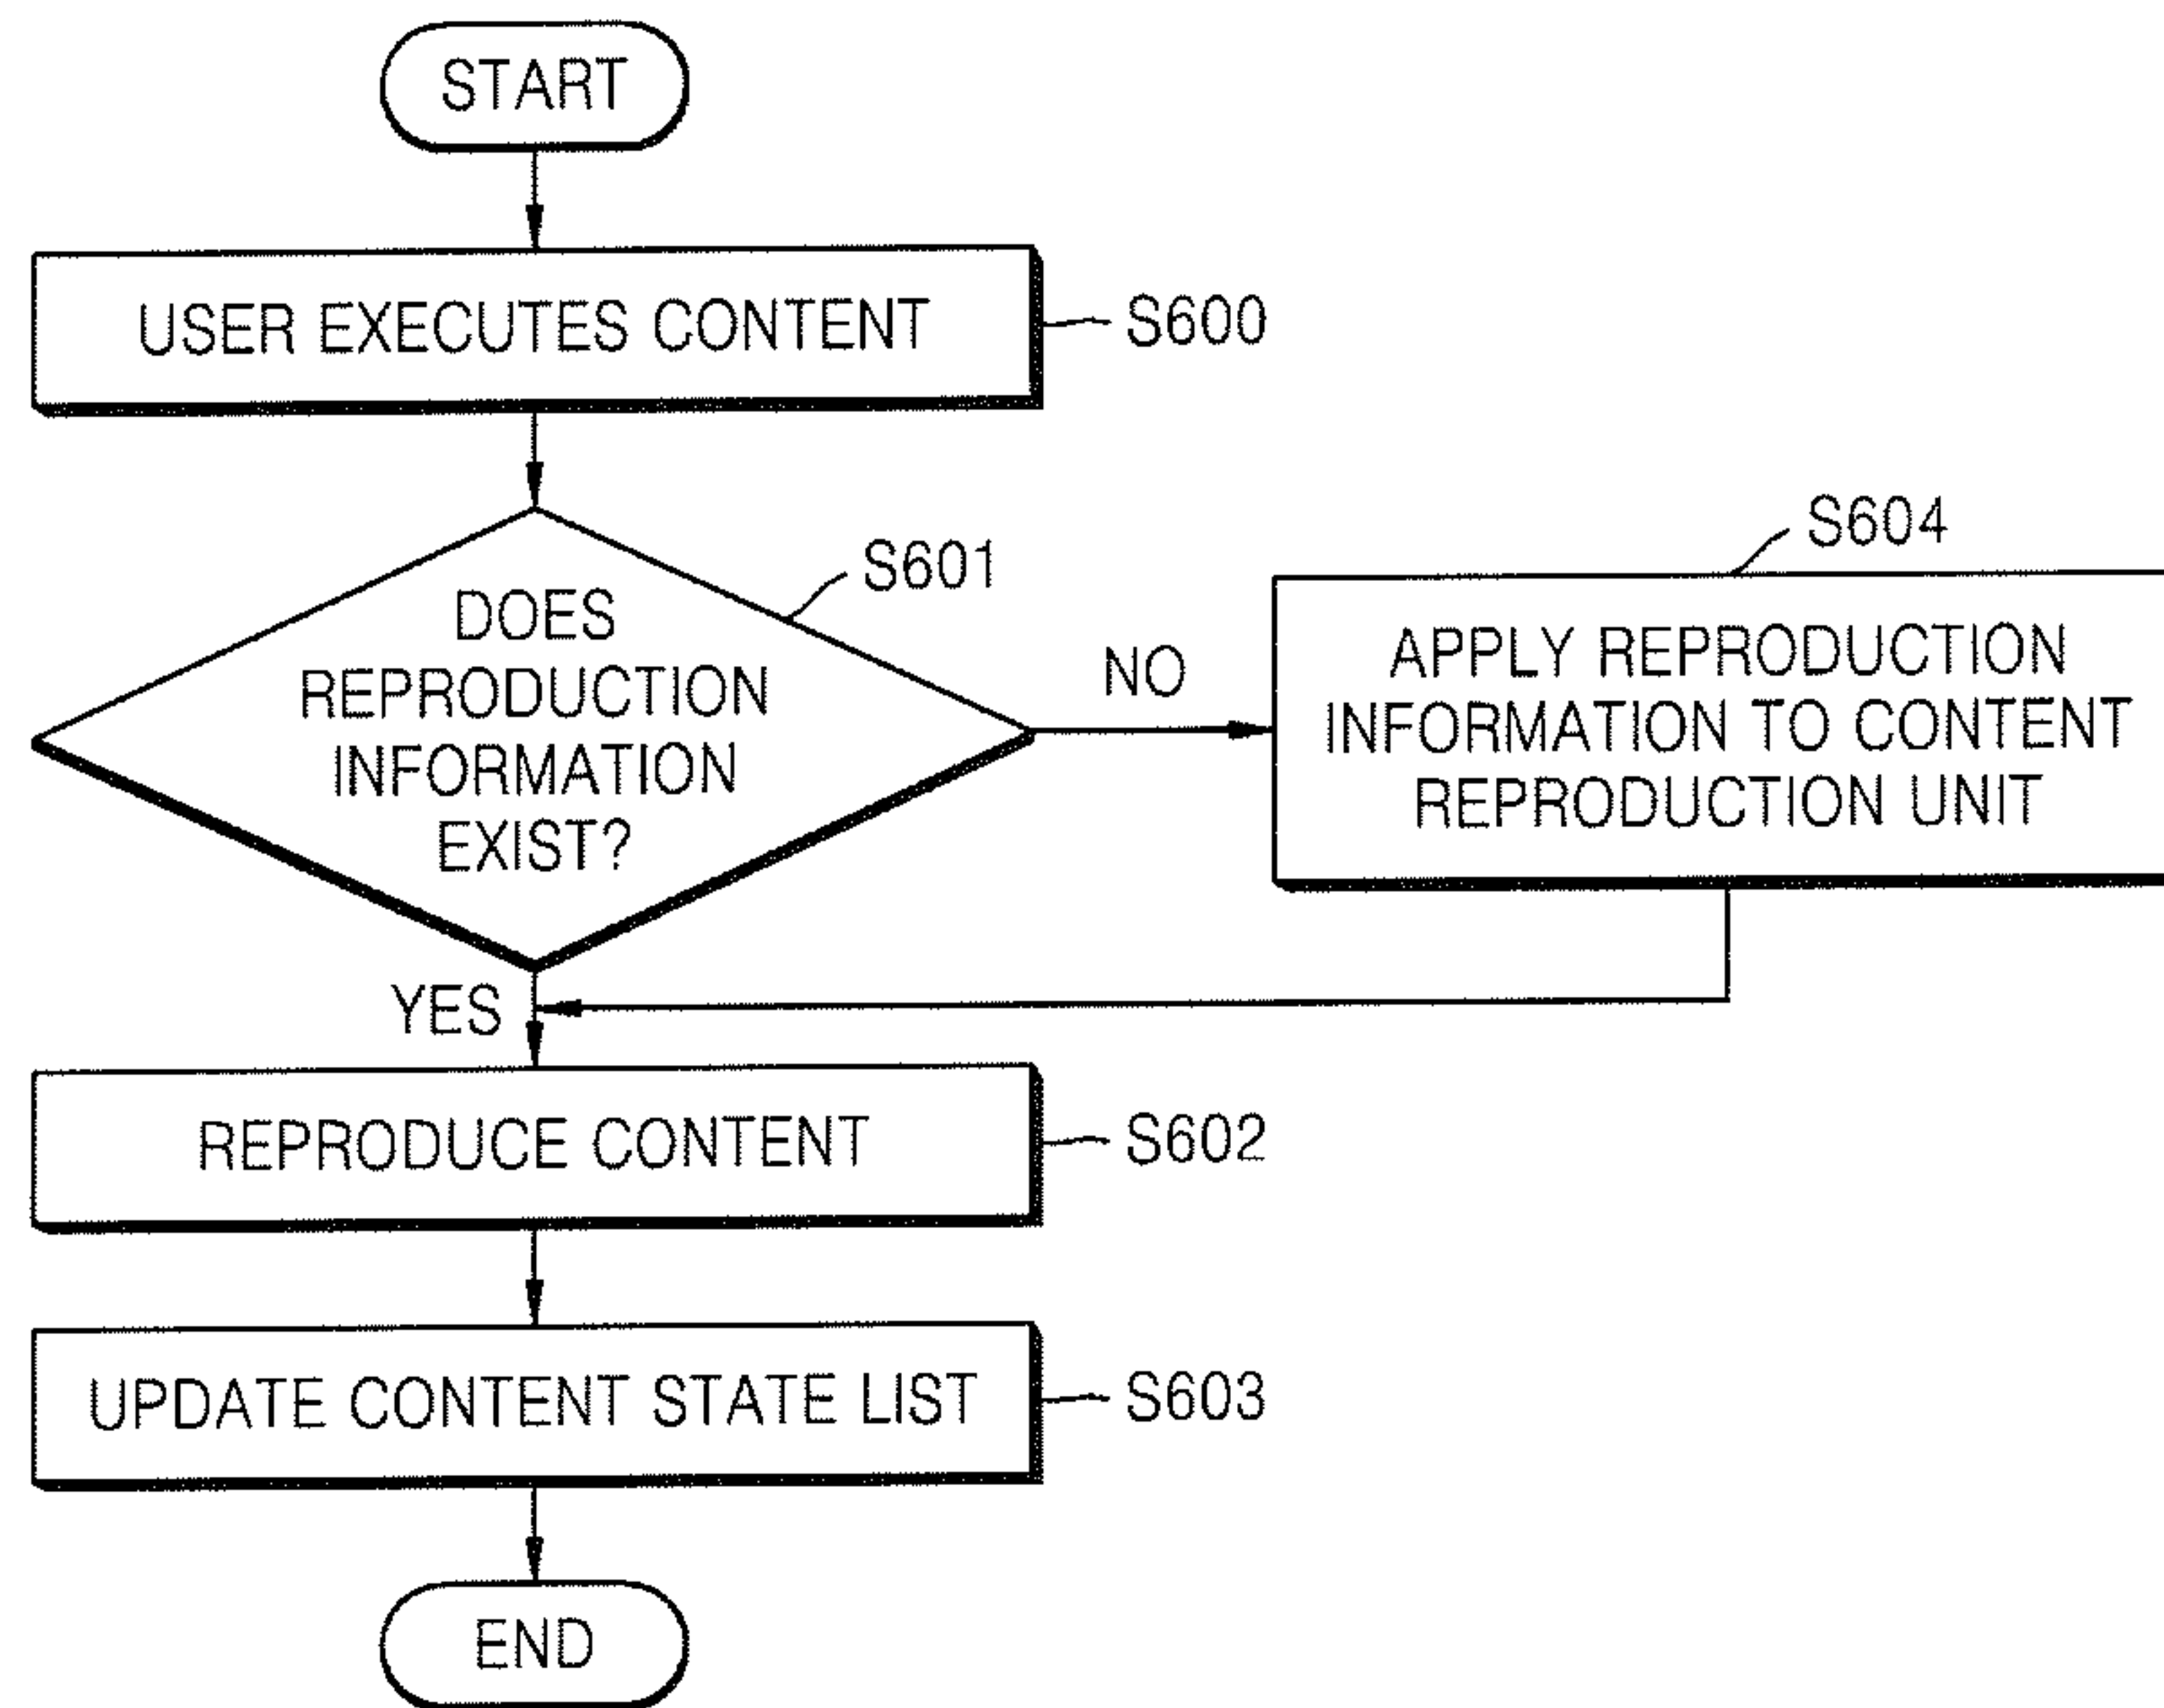 START
USER EXECUTES CONTENT
S600
S601
DOES
REPRODUCTION
INFORMATION
EXIST?
NO
S604
APPLY REPRODUCTION
INFORMATION TO CONTENT
REPRODUCTION UNIT
YES
REPRODUCE CONTENT
S602
UPDATE CONTENT STATE LIST
S603
END